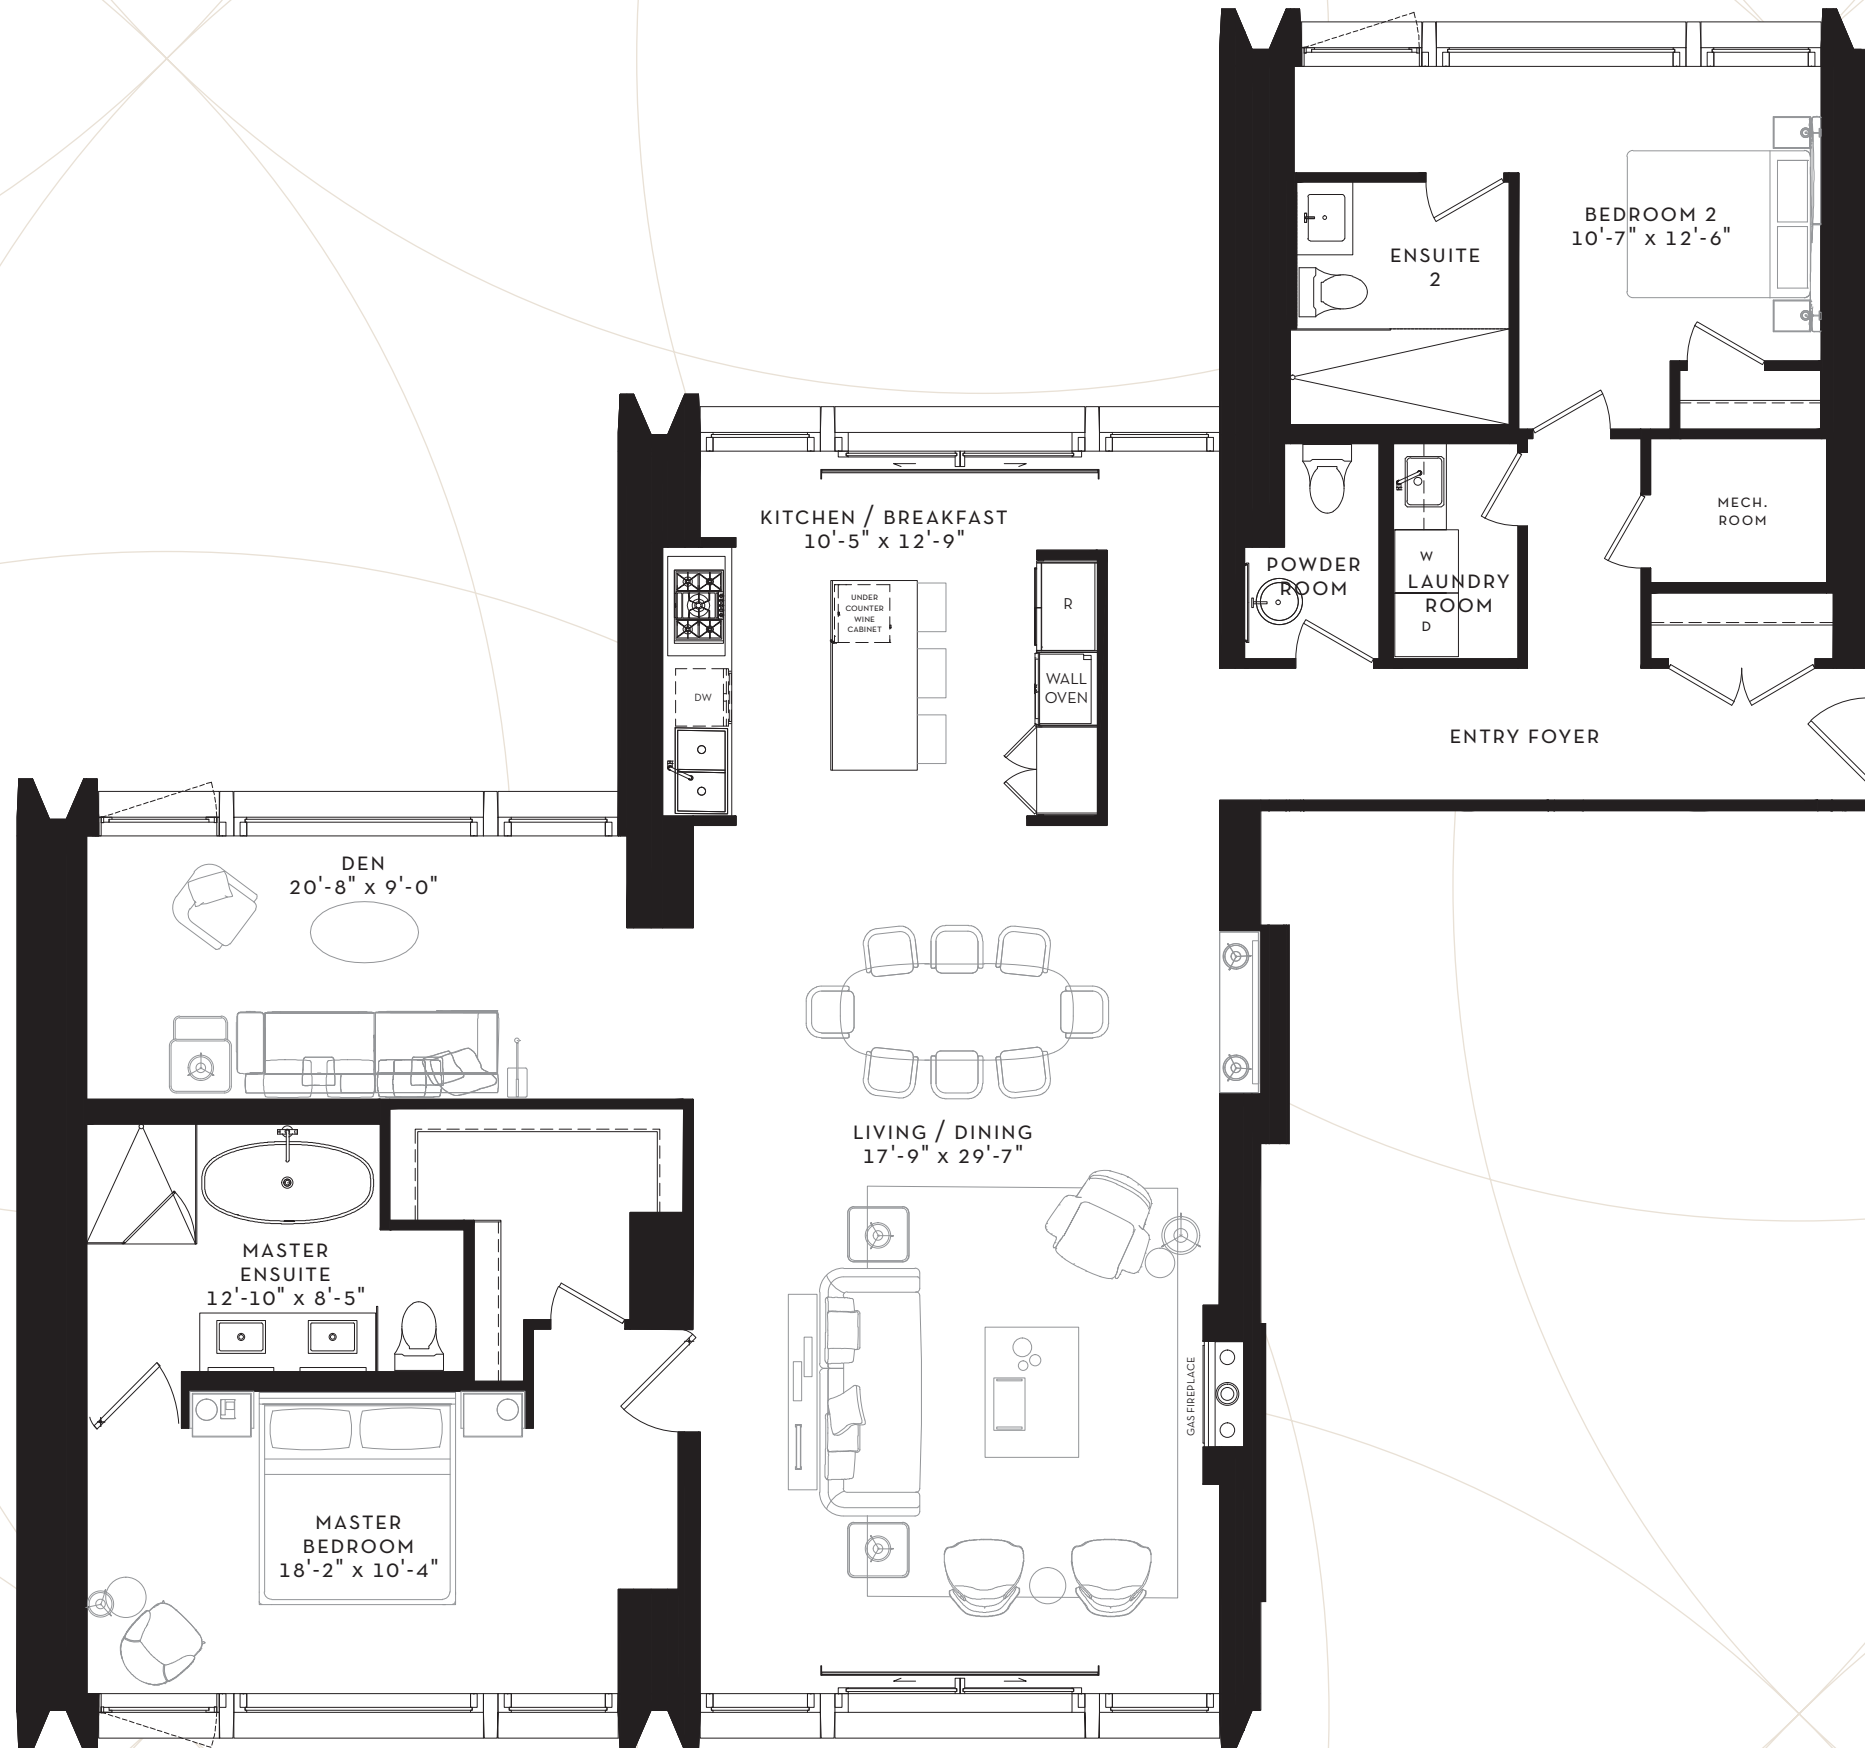 BEDROOM 2
10'-7" x 12'-6"
ENSUITE
2
KITCHEN / BREAKFAST
10'-5" x 12'-9"
MECH.
ROOM
POWDER
ROOM
W
LAUNDRY
ROOM
D
UNDER
COUNTER
WINE
CABINET
R
WALL
OVEN
DW
ENTRY FOYER
DEN
20'-8" x 9'-0"
LIVING / DINING
17'-9" x 29'-7"
MASTER
ENSUITE
12'-10" x 8'-5"
GAS FIREPLACE
MASTER
BEDROOM
18'-2" x 10'-4"